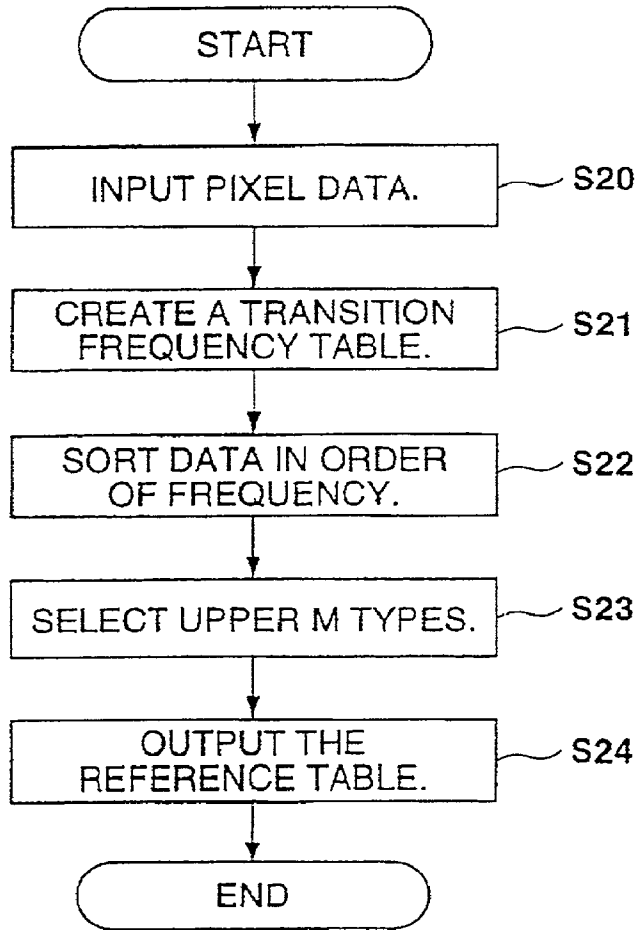 START
INPUT PIXEL DATA.
S20
CREATE A TRANSITION
FREQUENCY TABLE.
S21
SORT DATA IN ORDER
OF FREQUENCY.
S22
SELECT UPPER M TYPES.
S23
OUTPUT THE
REFERENCE TABLE.
S24
END